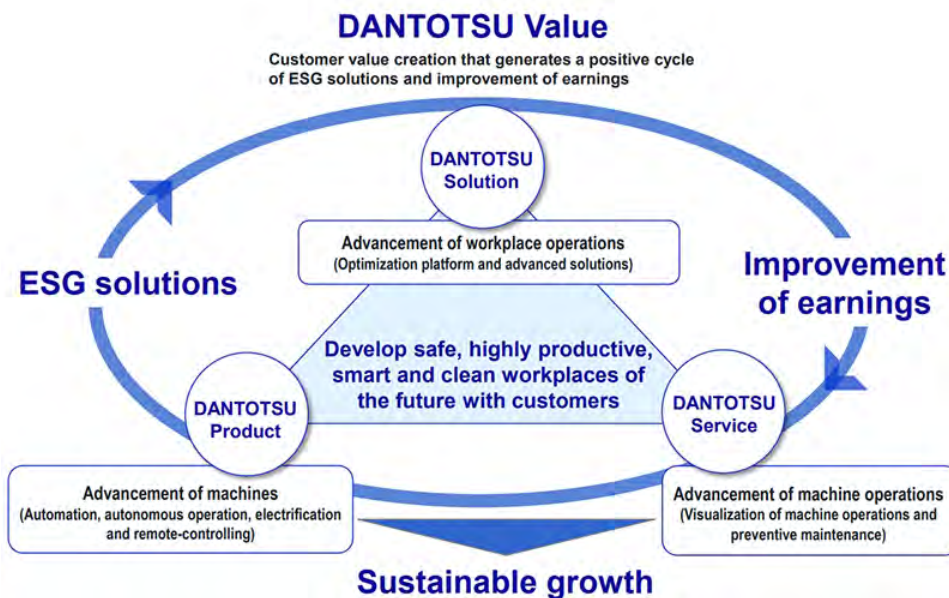 DANTOTSU Value
Customer value creation that generates a positive cycle
of ESG solutions and improvement of earnings
DANTOTSU
Solution
Advancement of workplace operations
(Optimization platform and advanced solutions)
ESG solutions
Improvement
of earnings
Develop safe, highly productive,
smart and clean workplaces of
the future with customers
DANTOTSU
Product
DANTOTSU
Service
Advancement of machines
(Automation, autonomous operation, electrification
and remote-controlling)
Advancement of machine operations
(Visualization of machine operations and
preventive maintenance)
Sustainable growth